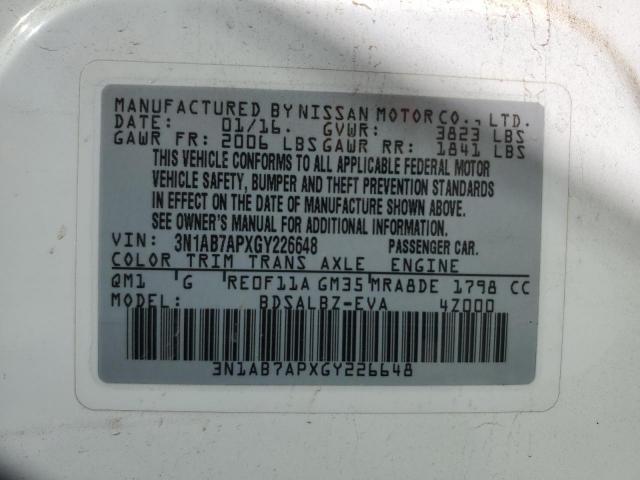 MANUFACTURED BY NISSAN MOTOR CO., LTD.
DATE: 01/16. GVWR: 3823 LBS
GAWR FR: 2006 LBS GAWR RR: 1841 LBS
THIS VEHICLE CONFORMS TO ALL APPLICABLE FEDERAL MOTOR
VEHICLE SAFETY, BUMPER AND THEFT PREVENTION STANDARDS
IN EFFECT ON THE DATE OF MANUFACTURE SHOWN ABOVE.
SEE OWNER'S MANUAL FOR ADDITIONAL INFORMATION.
VIN: 3N1AB7APXGY226648 PASSENGER CAR.
COLOR TRIM TRANS AXLE ENGINE
QM1 G RE0F11A GM35 MRA8DE 1798 CC
MODEL: BDSALBZ-EVA 4Z000
3N1AB7APXGY226648